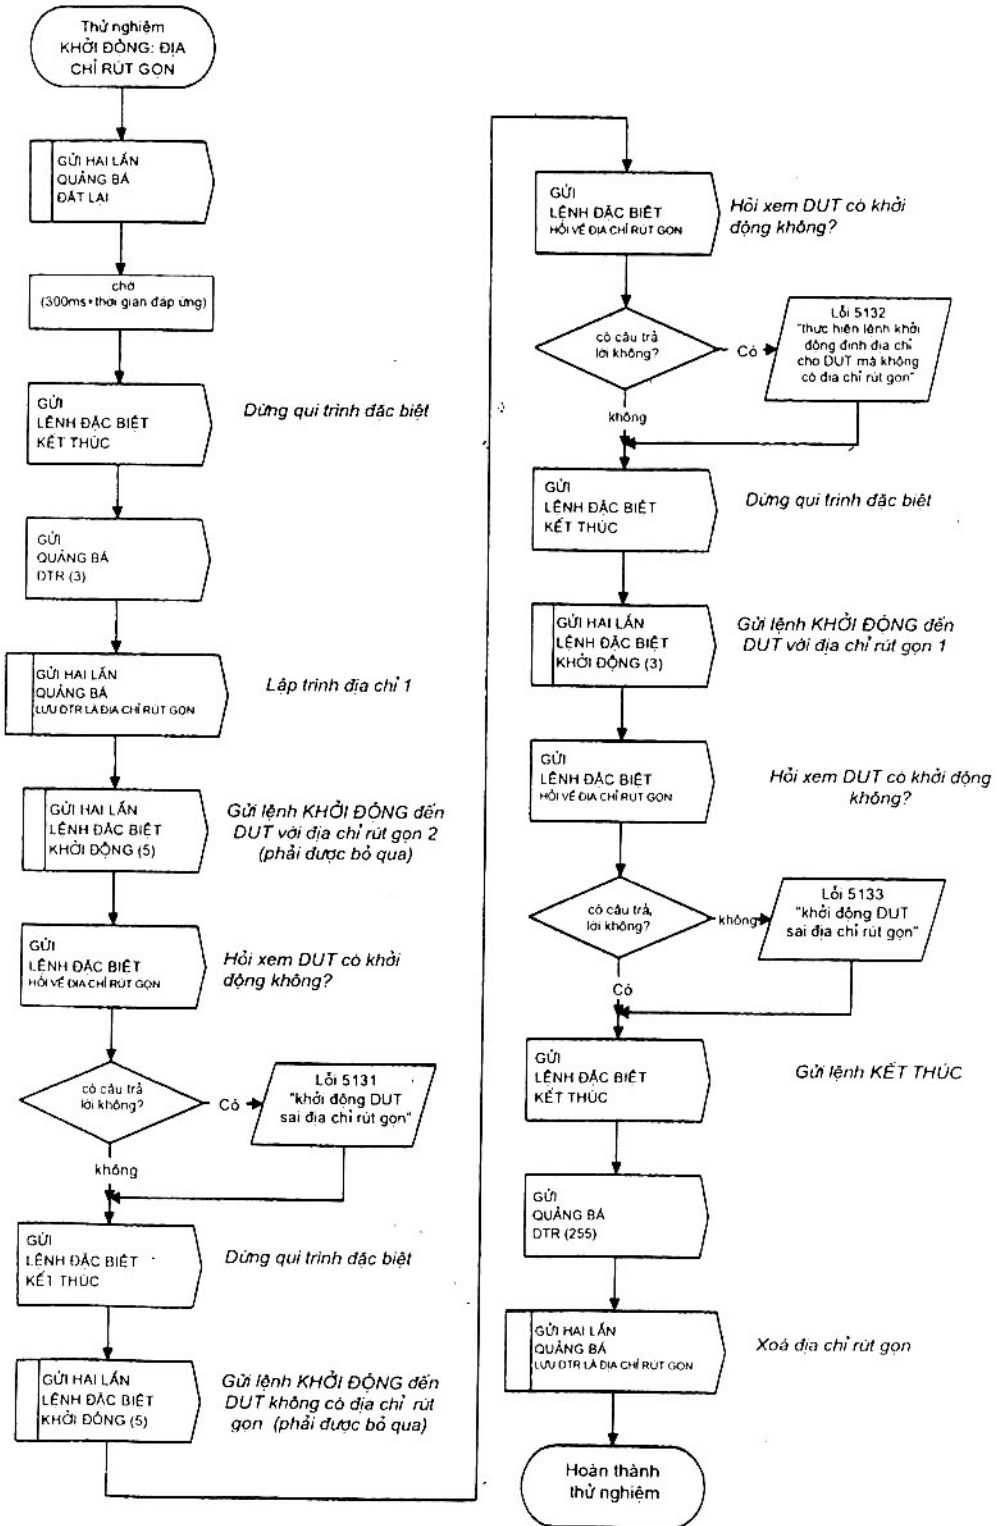 Thử nghiệm
KHỞI ĐỘNG: ĐỊA
CHỈ RÚT GỌN
GỬI HAI LẦN
QUẢNG BÁ
ĐẶT LẠI
chờ
(300ms+thời gian đáp ứng)
GỬI
LỆNH ĐẶC BIỆT
KẾT THÚC
Dừng qui trình đặc biệt
GỬI
QUẢNG BÁ
DTR (3)
GỬI HAI LẦN
QUẢNG BÁ
LƯU DTR LÀ ĐỊA CHỈ RÚT GỌN
Lập trình địa chỉ 1
GỬI HAI LẦN
LỆNH ĐẶC BIỆT
KHỞI ĐỘNG (5)
Gửi lệnh KHỞI ĐỘNG đến
DUT với địa chỉ rút gọn 2
(phải được bỏ qua)
GỬI
LỆNH ĐẶC BIỆT
HỎI VỀ ĐỊA CHỈ RÚT GỌN
Hỏi xem DUT có khởi
động không?
có câu trả
lời không?
Có
Lỗi 5131
"khởi động DUT
sai địa chỉ rút gọn"
không
GỬI
LỆNH ĐẶC BIỆT
KẾT THÚC
Dừng qui trình đặc biệt
GỬI HAI LẦN
LỆNH ĐẶC BIỆT
KHỞI ĐỘNG (5)
Gửi lệnh KHỞI ĐỘNG đến
DUT không có địa chỉ rút
gọn (phải được bỏ qua)
GỬI
LỆNH ĐẶC BIỆT
HỎI VỀ ĐỊA CHỈ RÚT GỌN
Hỏi xem DUT có khởi
động không?
có câu trả
lời không?
Có
Lỗi 5132
"thực hiện lệnh khởi
động định địa chỉ
cho DUT mà không
có địa chỉ rút gọn"
không
GỬI
LỆNH ĐẶC BIỆT
KẾT THÚC
Dừng qui trình đặc biệt
GỬI HAI LẦN
LỆNH ĐẶC BIỆT
KHỞI ĐỘNG (3)
Gửi lệnh KHỞI ĐỘNG đến
DUT với địa chỉ rút gọn 1
GỬI
LỆNH ĐẶC BIỆT
HỎI VỀ ĐỊA CHỈ RÚT GỌN
Hỏi xem DUT có khởi động
không?
có câu trả
lời không?
không
Lỗi 5133
"khởi động DUT
sai địa chỉ rút gọn"
Có
GỬI
LỆNH ĐẶC BIỆT
KẾT THÚC
Gửi lệnh KẾT THÚC
GỬI
QUẢNG BÁ
DTR (255)
GỬI HAI LẦN
QUẢNG BÁ
LƯU DTR LÀ ĐỊA CHỈ RÚT GỌN
Xoá địa chỉ rút gọn
Hoàn thành
thử nghiệm